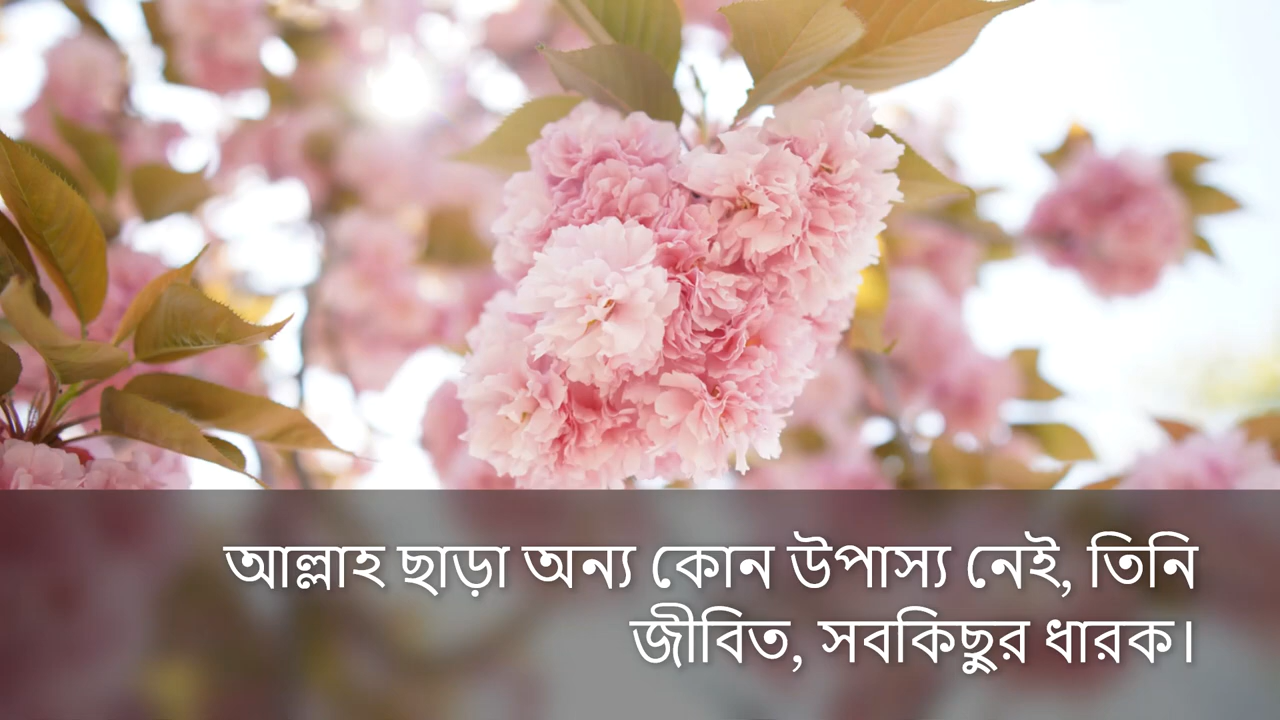 আল্লাহ ছাড়া অন্য কোন উপাস্য নেই, তিনি
জীবিত, সবকিছুর ধারক।